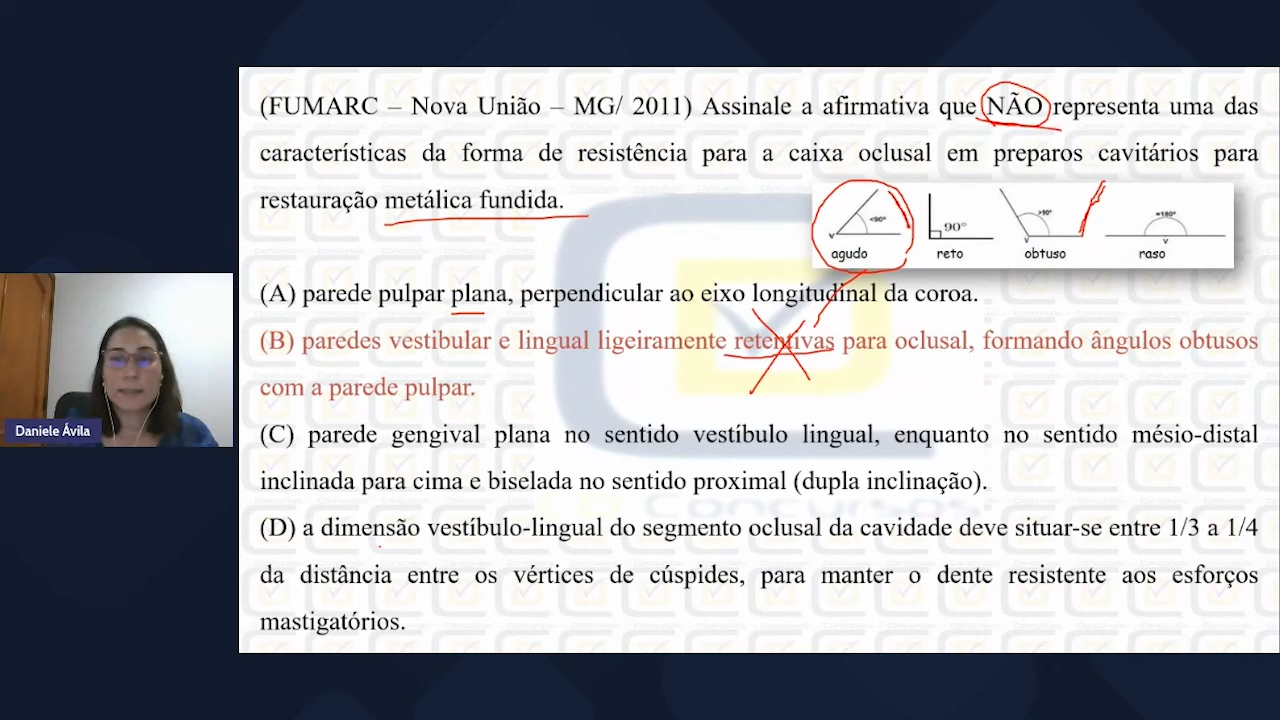 (FUMARC – Nova União – MG/ 2011) Assinale a afirmativa que NÃO representa uma das
características da forma de resistência para a caixa oclusal em preparos cavitários para
restauração metálica fundida.
<90° 90° >90° =180°
v v v
agudo reto obtuso raso
(A) parede pulpar plana, perpendicular ao eixo longitudinal da coroa.
(B) paredes vestibular e lingual ligeiramente retentivas para oclusal, formando ângulos obtusos
com a parede pulpar.
Daniele Ávila
(C) parede gengival plana no sentido vestíbulo lingual, enquanto no sentido mésio-distal
inclinada para cima e biselada no sentido proximal (dupla inclinação).
(D) a dimensão vestíbulo-lingual do segmento oclusal da cavidade deve situar-se entre 1/3 a 1/4
da distância entre os vértices de cúspides, para manter o dente resistente aos esforços
mastigatórios.